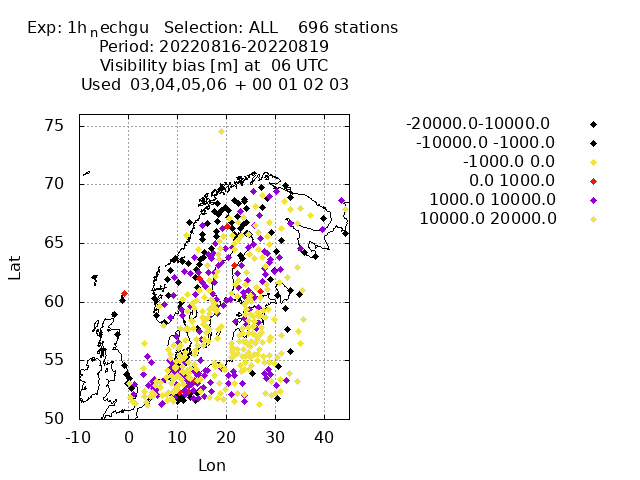 Exp: 1h n echgu   Selection: ALL    696 stations
Period: 20220816-20220819
Visibility bias [m] at  06 UTC
Used  03,04,05,06  + 00 01 02 03
-20000.0-10000.0
-10000.0 -1000.0
-1000.0 0.0
0.0 1000.0
1000.0 10000.0
10000.0 20000.0
75
70
65
60
55
50
Lat
-10 0 10 20 30 40
Lon